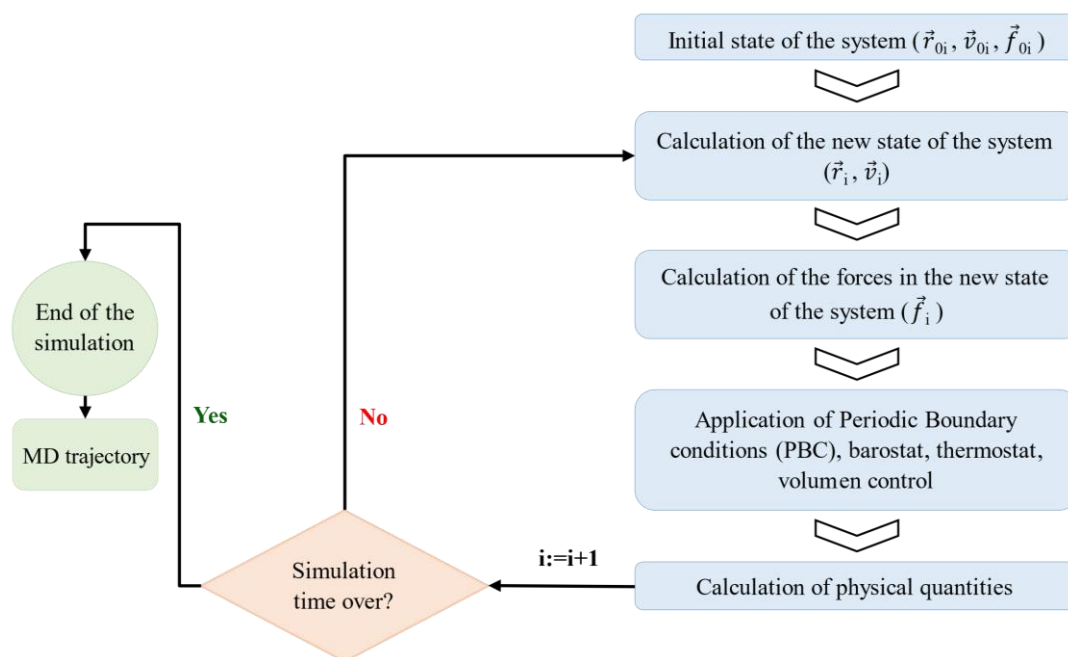 Initial state of the system (r⃗₀ᵢ, v⃗₀ᵢ, f⃗₀ᵢ)
Calculation of the new state of the system
(r⃗ᵢ, v⃗ᵢ)
Calculation of the forces in the new state
of the system (f⃗ᵢ)
Application of Periodic Boundary
conditions (PBC), barostat, thermostat,
volumen control
Calculation of physical quantities
i:=i+1
Simulation
time over?
No
Yes
End of the
simulation
MD trajectory